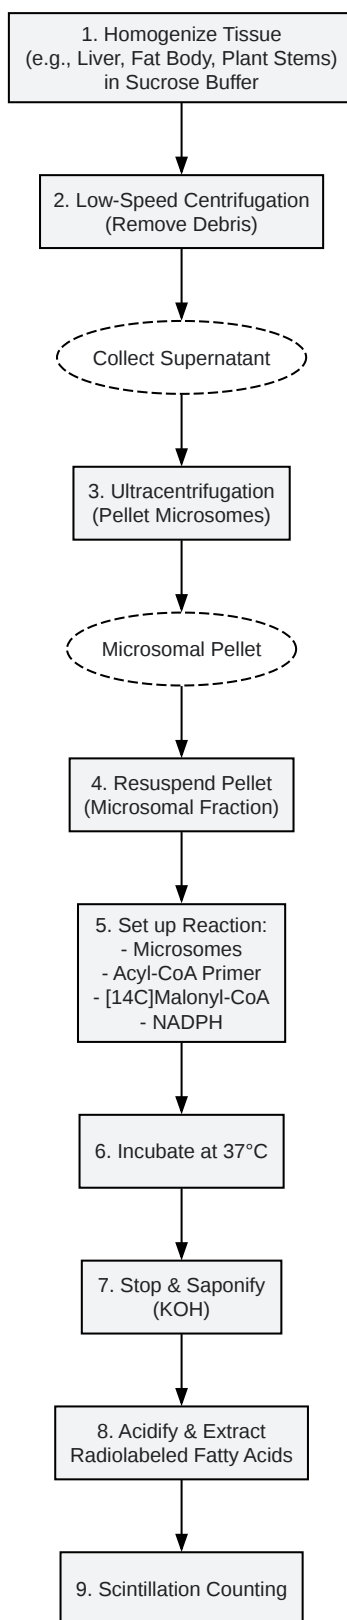 1. Homogenize Tissue
(e.g., Liver, Fat Body, Plant Stems)
in Sucrose Buffer
2. Low-Speed Centrifugation
(Remove Debris)
Collect Supernatant
3. Ultracentrifugation
(Pellet Microsomes)
Microsomal Pellet
4. Resuspend Pellet
(Microsomal Fraction)
5. Set up Reaction:
- Microsomes
- Acyl-CoA Primer
- [14C]Malonyl-CoA
- NADPH
6. Incubate at 37°C
7. Stop & Saponify
(KOH)
8. Acidify & Extract
Radiolabeled Fatty Acids
9. Scintillation Counting